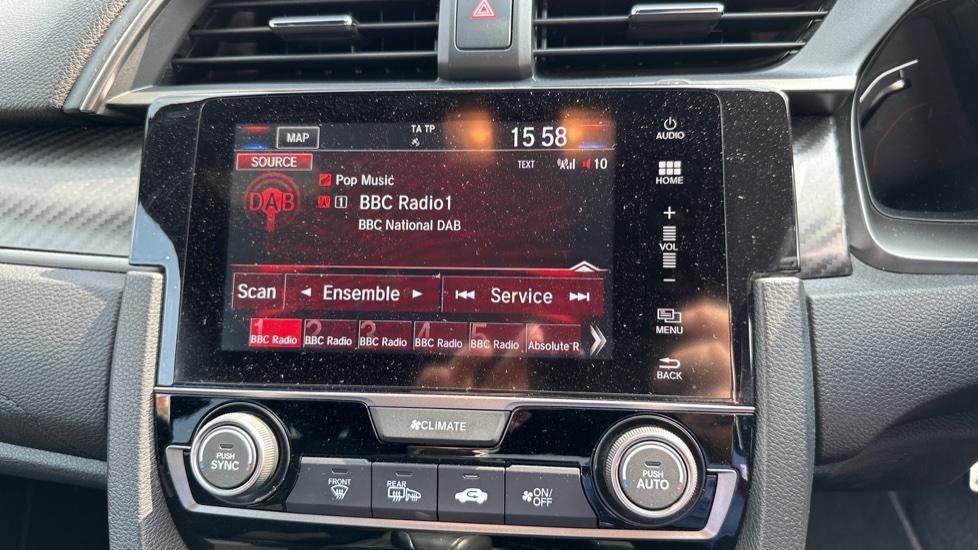 MAP
TA TP
15 58
AUDIO
SOURCE
TEXT
10
HOME
Pop Music
DAB
1 BBC Radio1
BBC National DAB
VOL
Scan
Ensemble
Service
MENU
1 2 3 4 5
BBC Radio BBC Radio BBC Radio BBC Radio BBC Radio Absolute R
BACK
CLIMATE
PUSH
SYNC
FRONT
REAR
ON/
OFF
PUSH
AUTO